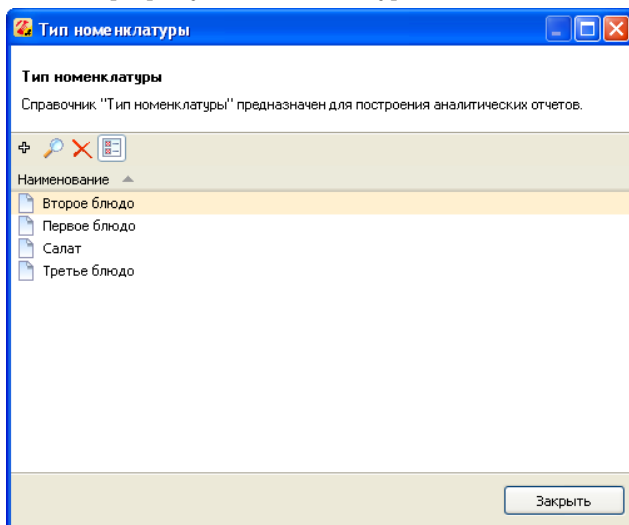 Тип номенклатуры
Тип номенклатуры
Справочник "Тип номенклатуры" предназначен для построения аналитических отчетов.
Наименование
Второе блюдо
Первое блюдо
Салат
Третье блюдо
Закрыть